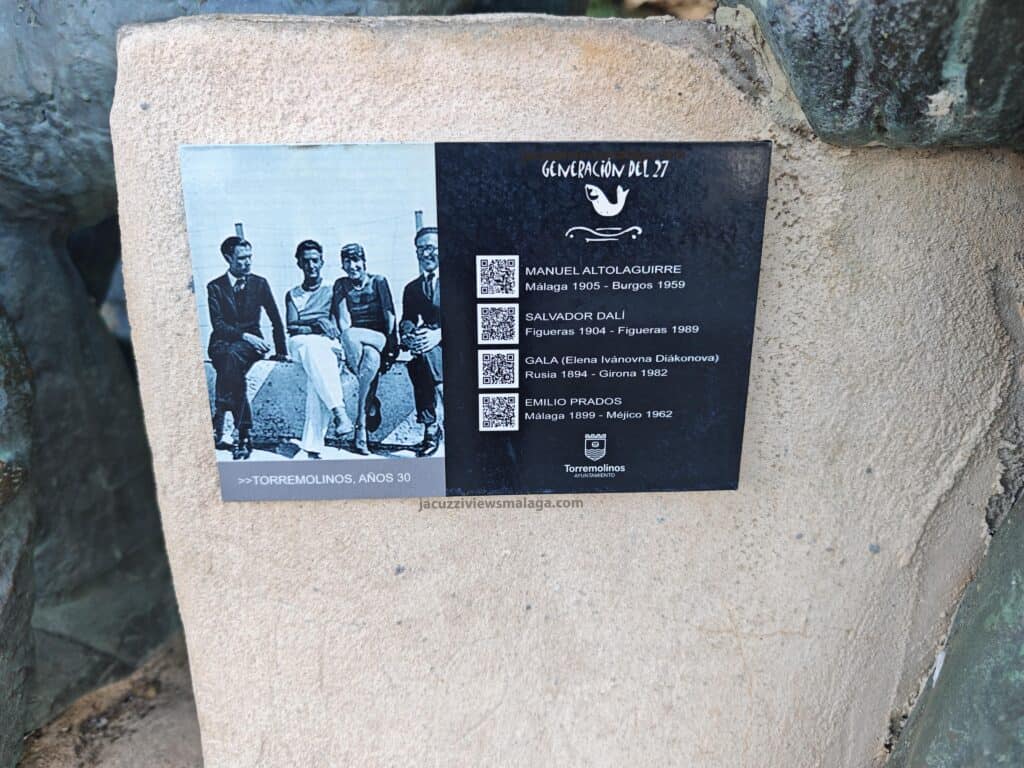 GENERACIÓN DEL 27
MANUEL ALTOLAGUIRRE
Málaga 1905 - Burgos 1959
SALVADOR DALÍ
Figueras 1904 - Figueras 1989
GALA (Elena Ivánovna Diákonova)
Rusia 1894 - Girona 1982
EMILIO PRADOS
Málaga 1899 - Méjico 1962
Torremolinos
AYUNTAMIENTO
>>TORREMOLINOS, AÑOS 30
jacuzziviewsmalaga.com